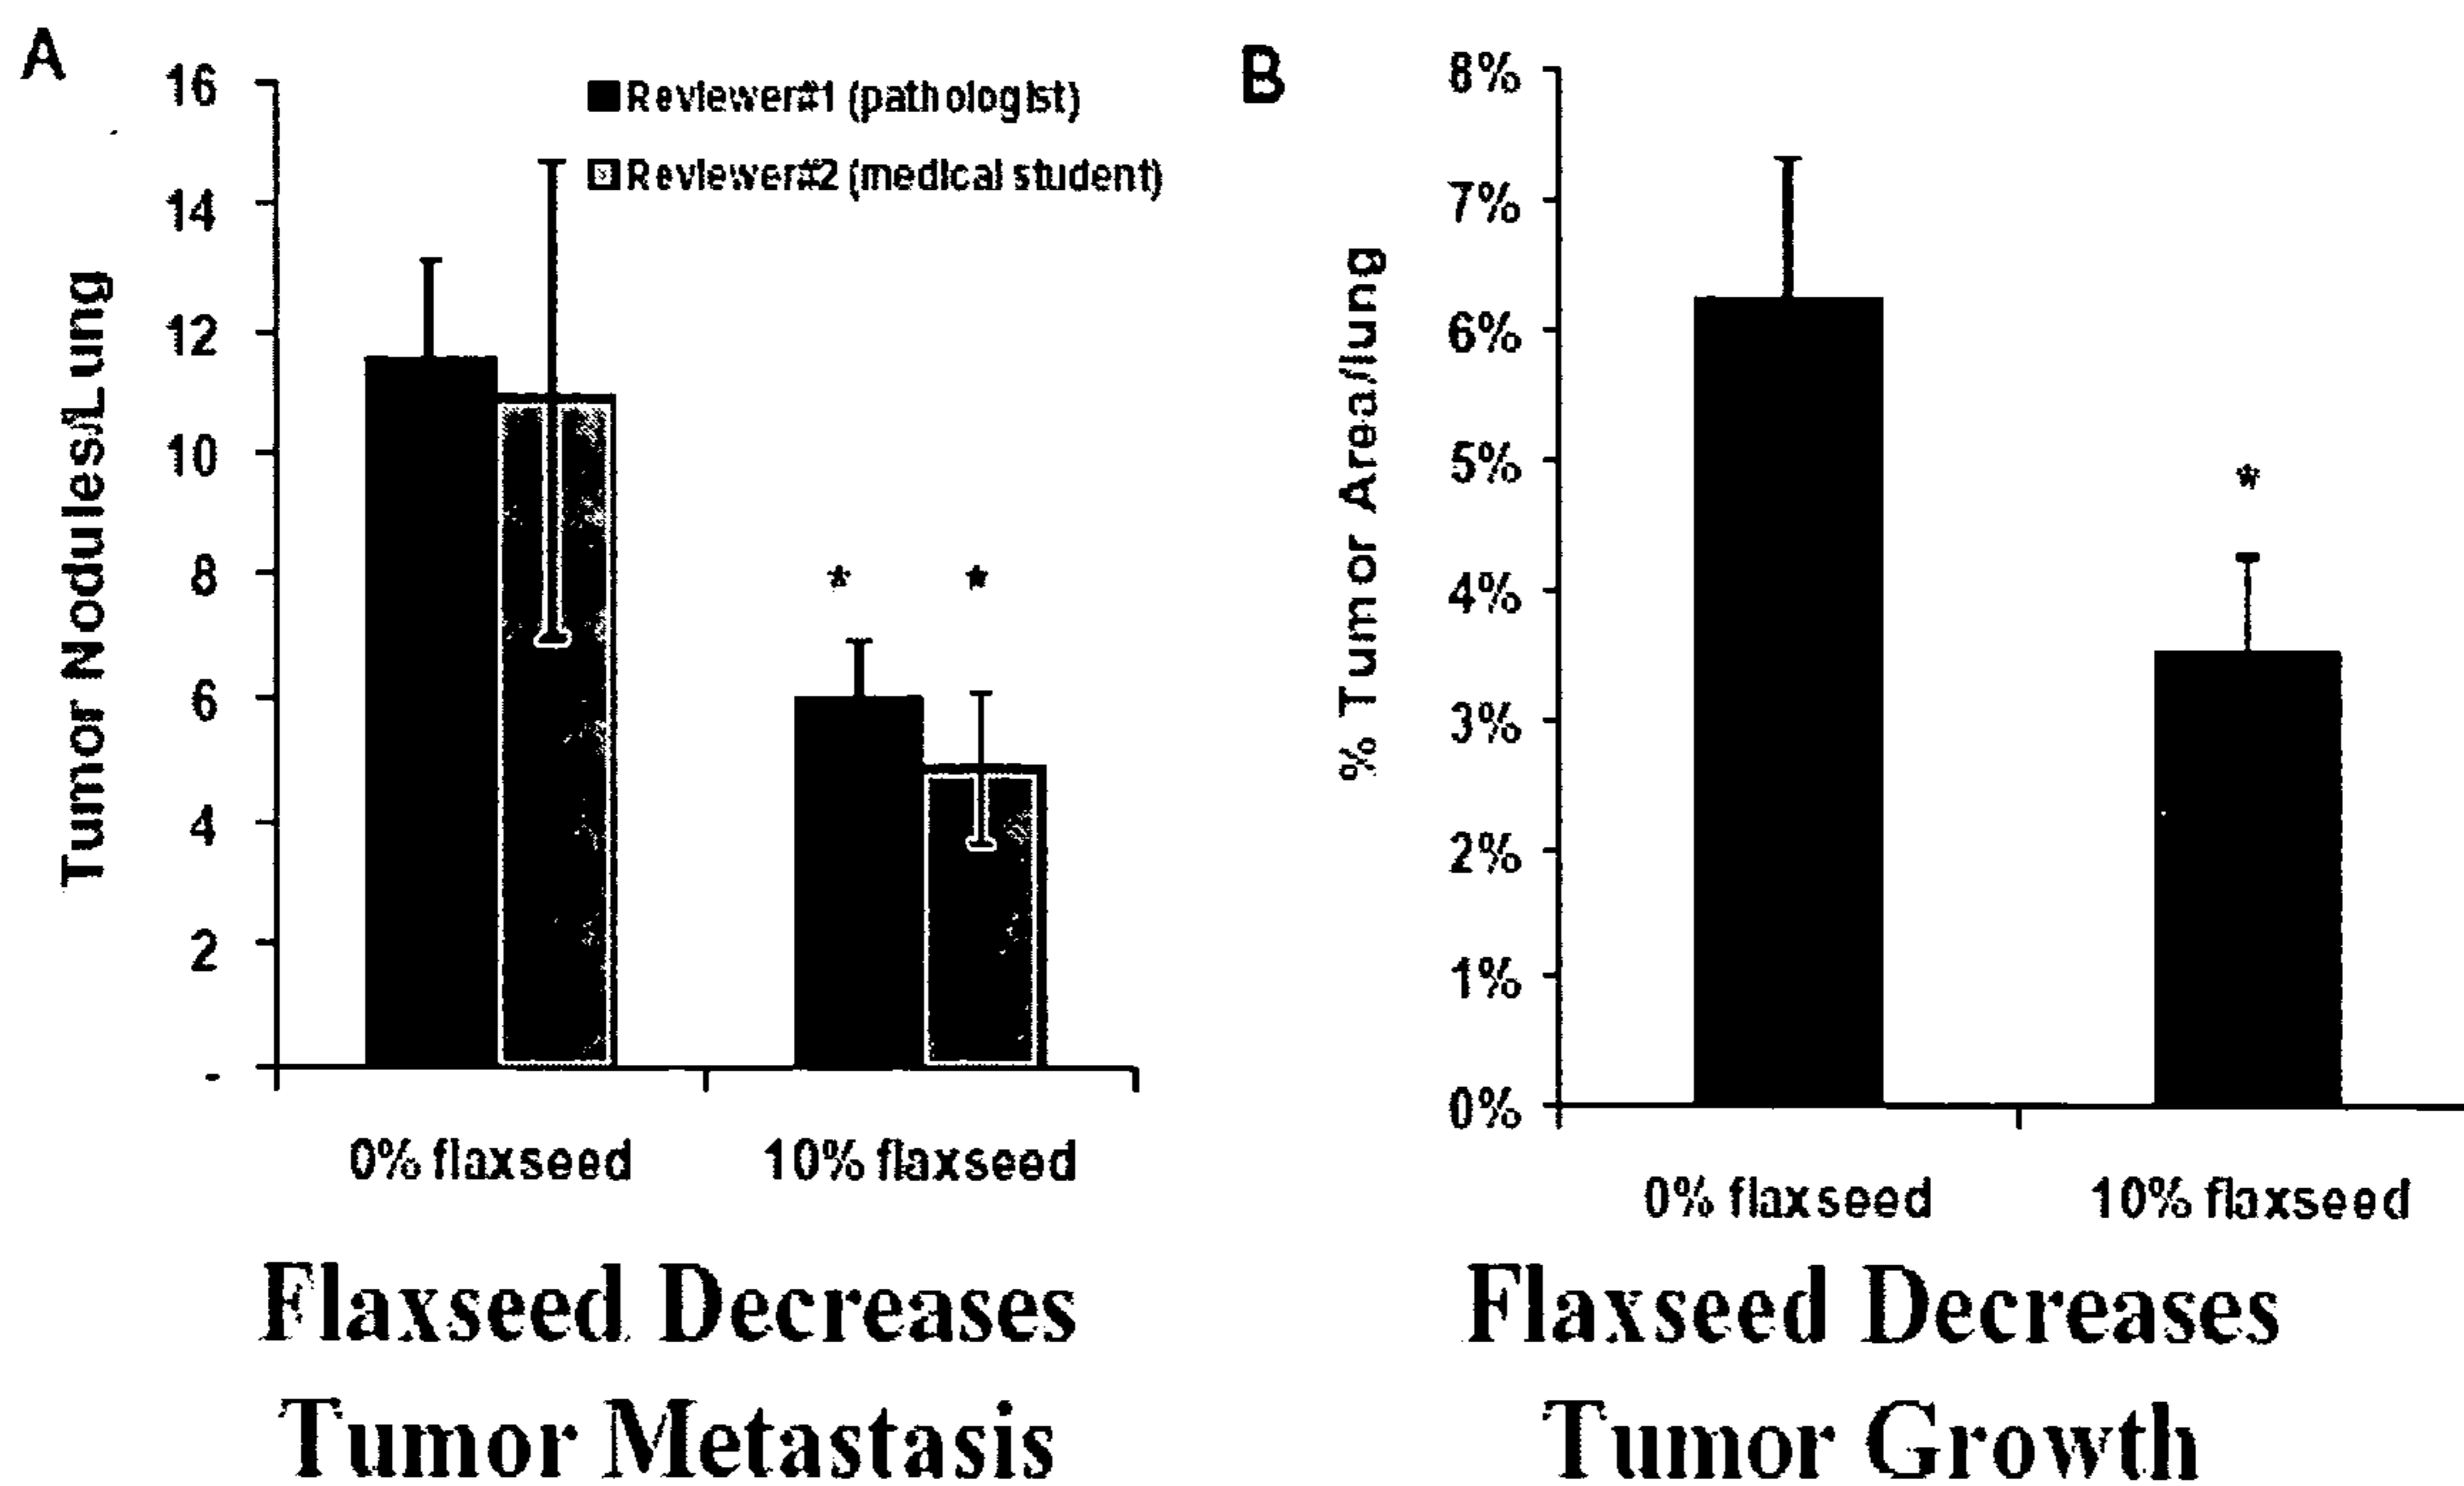 A
16
14
12
10
8
6
4
2
-
Tumor Nodules/Lung
Reviewer#1 (pathologist)
Reviewer#2 (medical student)
* *
0% flaxseed 10% flaxseed
Flaxseed Decreases
Tumor Metastasis
B
8%
7%
6%
5%
4%
3%
2%
1%
0%
% Tumor Area/lung
*
0% flaxseed 10% flaxseed
Flaxseed Decreases
Tumor Growth